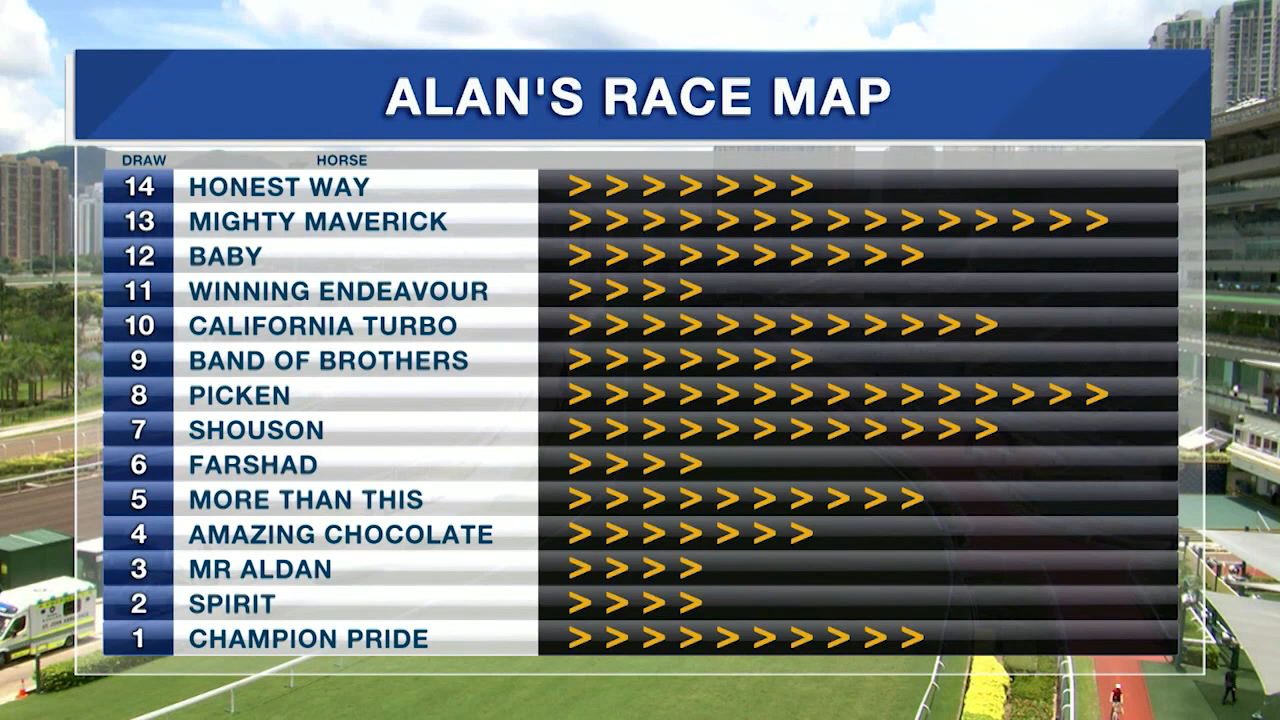 ALAN'S RACE MAP
DRAW HORSE
14 HONEST WAY > > > > > > >
13 MIGHTY MAVERICK > > > > > > > > > > > > > > >
12 BABY > > > > > > > > > >
11 WINNING ENDEAVOUR > > > >
10 CALIFORNIA TURBO > > > > > > > > > > > >
9 BAND OF BROTHERS > > > > > > >
8 PICKEN > > > > > > > > > > > > > > >
7 SHOUSON > > > > > > > > > > > >
6 FARSHAD > > > >
5 MORE THAN THIS > > > > > > > > > >
4 AMAZING CHOCOLATE > > > > > > >
3 MR ALDAN > > > >
2 SPIRIT > > > >
1 CHAMPION PRIDE > > > > > > > > > >